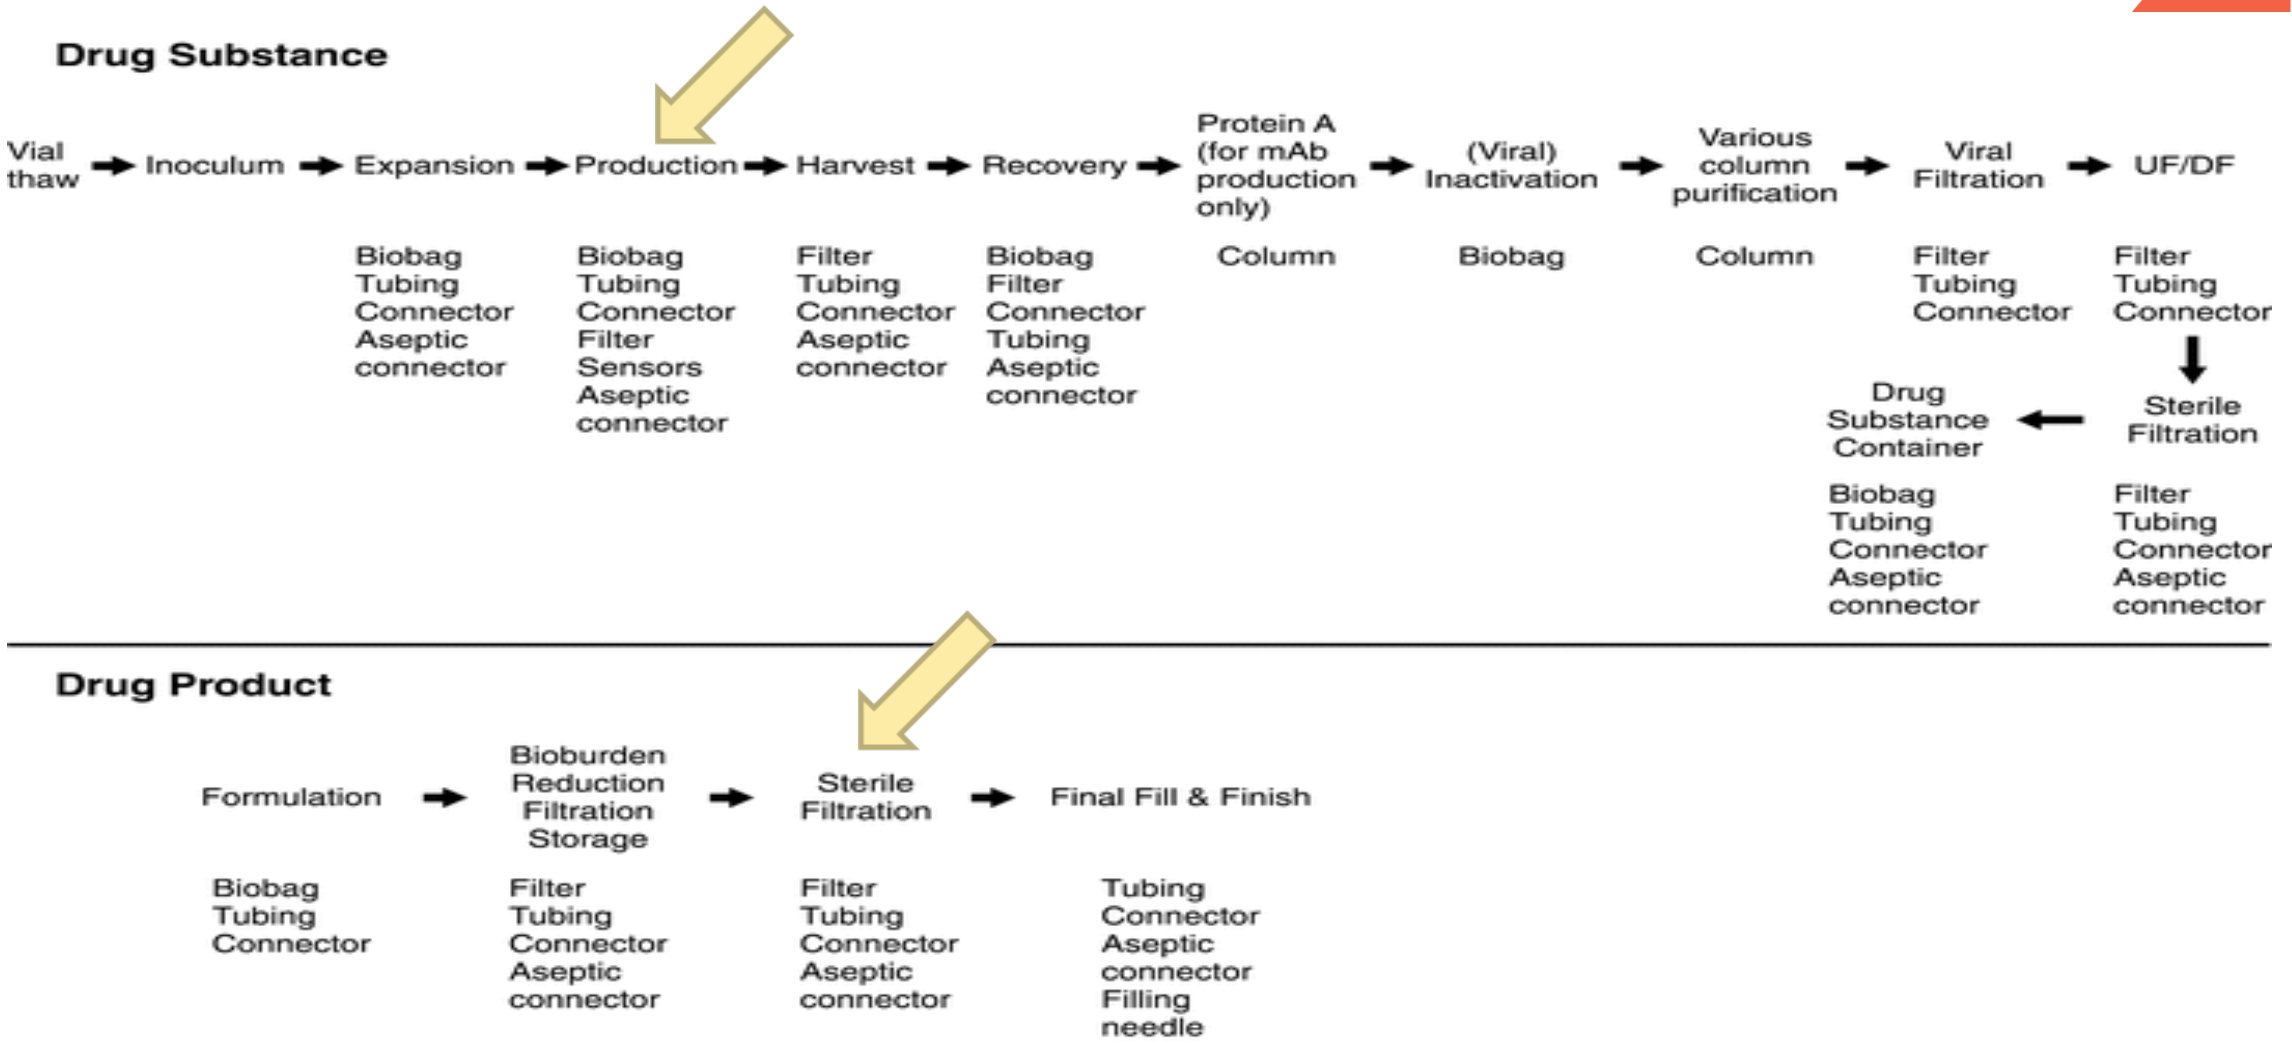 Drug Substance
Vial
thaw
Inoculum
Expansion
Production
Harvest
Recovery
Protein A
(for mAb
production
only)
(Viral)
Inactivation
Various
column
purification
Viral
Filtration
UF/DF
Biobag
Tubing
Connector
Aseptic
connector
Biobag
Tubing
Connector
Filter
Sensors
Aseptic
connector
Filter
Tubing
Connector
Aseptic
connector
Biobag
Filter
Connector
Tubing
Aseptic
connector
Column
Biobag
Column
Filter
Tubing
Connector
Filter
Tubing
Connector
Sterile
Filtration
Filter
Tubing
Connector
Aseptic
connector
Drug
Substance
Container
Biobag
Tubing
Connector
Aseptic
connector
Drug Product
Formulation
Bioburden
Reduction
Filtration
Storage
Sterile
Filtration
Final Fill & Finish
Biobag
Tubing
Connector
Filter
Tubing
Connector
Aseptic
connector
Filter
Tubing
Connector
Aseptic
connector
Tubing
Connector
Aseptic
connector
Filling
needle